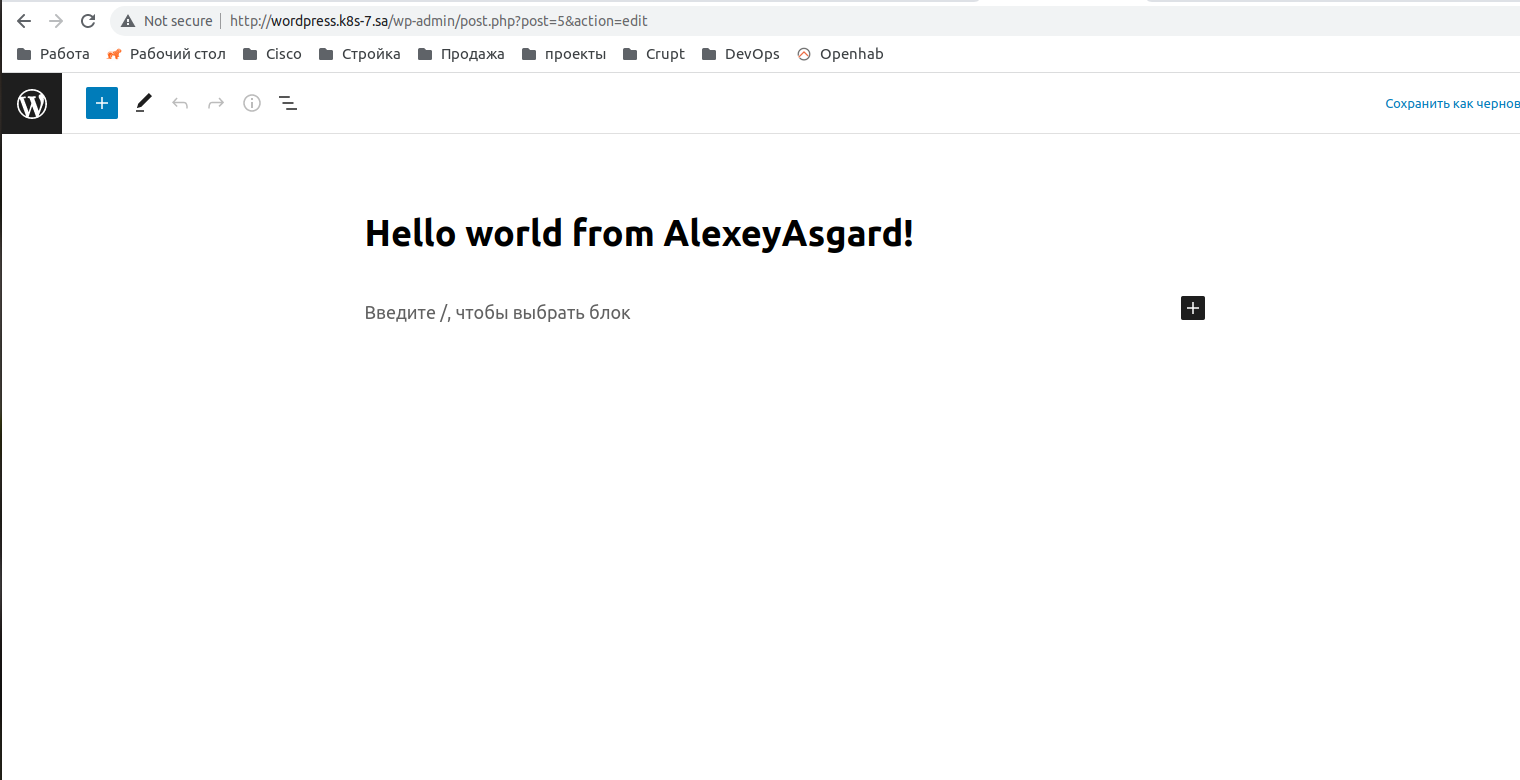 Not secure http://wordpress.k8s-7.sa/wp-admin/post.php?post=5&action=edit
Работа Рабочий стол Cisco Стройка Продажа проекты Crupt DevOps Openhab
Сохранить как чернов
Hello world from AlexeyAsgard!
Введите /, чтобы выбрать блок